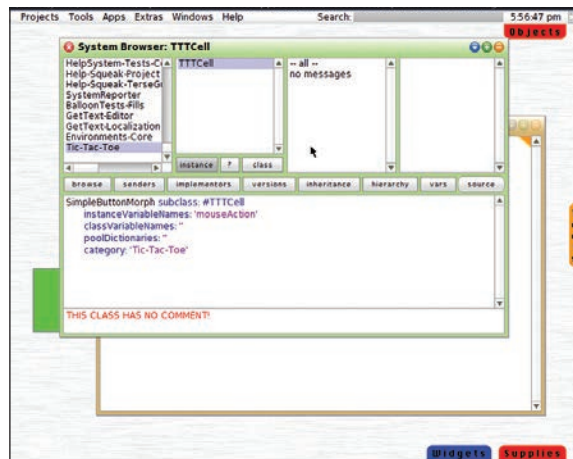 Projects Tools Apps Extras Windows Help Search: 5:56:47 pm
Objects
System Browser: TTTCell
HelpSystem-Tests-C
Help-Squeak-Project
Help-Squeak-TerseG
SystemReporter
BalloonTests-Fills
GetText-Editor
GetText-Localization
Environments-Core
Tic-Tac-Toe
TTTCell
-- all --
no messages
instance ? class
browse senders implementors versions inheritance hierarchy vars source
SimpleButtonMorph subclass: #TTTCell
instanceVariableNames: 'mouseAction'
classVariableNames: ''
poolDictionaries: ''
category: 'Tic-Tac-Toe'
THIS CLASS HAS NO COMMENT!
Widgets Supplies